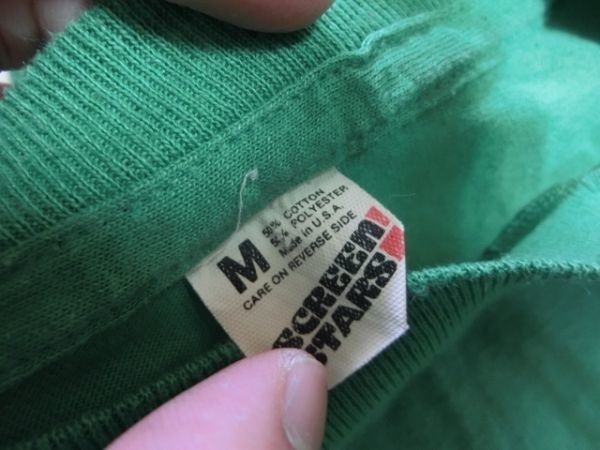 M
50% COTTON
50% POLYESTER
Made in U.S.A.
CARE ON REVERSE SIDE
SCREEN
STARS